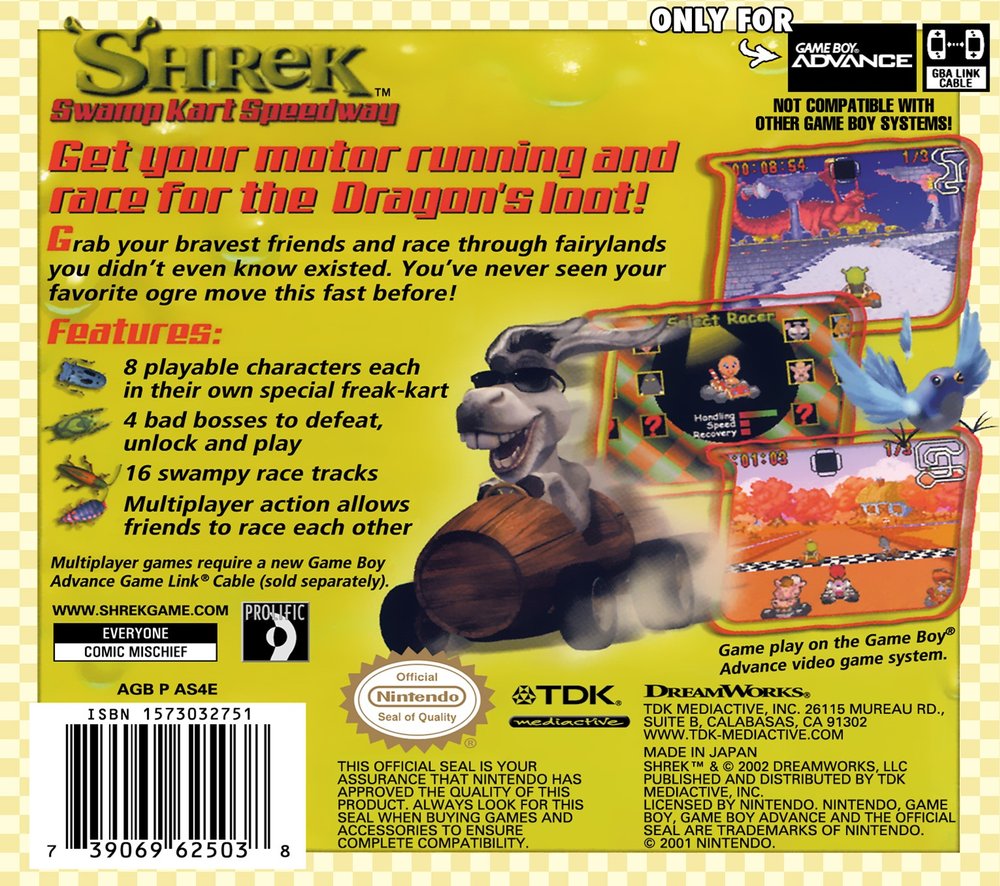 SHREK™
Swamp Kart Speedway
ONLY FOR
GAME BOY®
ADVANCE
GBA LINK
CABLE
NOT COMPATIBLE WITH
OTHER GAME BOY SYSTEMS!
Get your motor running and
race for the Dragon's loot!
Grab your bravest friends and race through fairylands
you didn't even know existed. You've never seen your
favorite ogre move this fast before!
Features:
8 playable characters each
in their own special freak-kart
4 bad bosses to defeat,
unlock and play
16 swampy race tracks
Multiplayer action allows
friends to race each other
Multiplayer games require a new Game Boy
Advance Game Link® Cable (sold separately).
00:08:54
1/3
Select Racer
?
?
Handling
Speed
Recovery
:01:03
1/3
Game play on the Game Boy®
Advance video game system.
WWW.SHREKGAME.COM
EVERYONE
COMIC MISCHIEF
PROLIFIC
AGB P AS4E
ISBN 1573032751
7 39069 62503 8
Official
Nintendo
Seal of Quality
®
THIS OFFICIAL SEAL IS YOUR
ASSURANCE THAT NINTENDO HAS
APPROVED THE QUALITY OF THIS
PRODUCT. ALWAYS LOOK FOR THIS
SEAL WHEN BUYING GAMES AND
ACCESSORIES TO ENSURE
COMPLETE COMPATIBILITY.
TDK®
mediactive
DREAMWORKS®
TDK MEDIACTIVE, INC. 26115 MUREAU RD.,
SUITE B, CALABASAS, CA 91302
WWW.TDK-MEDIACTIVE.COM
MADE IN JAPAN
SHREK™ & © 2002 DREAMWORKS, LLC
PUBLISHED AND DISTRIBUTED BY TDK
MEDIACTIVE, INC.
LICENSED BY NINTENDO. NINTENDO, GAME
BOY, GAME BOY ADVANCE AND THE OFFICIAL
SEAL ARE TRADEMARKS OF NINTENDO.
© 2001 NINTENDO.